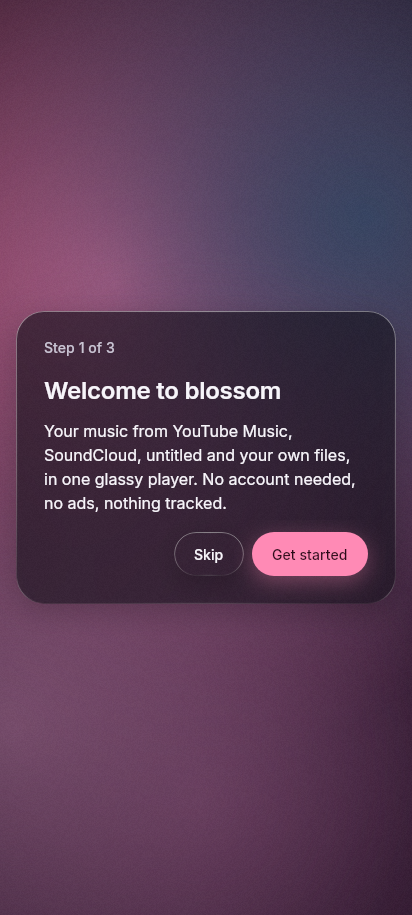 Step 1 of 3
Welcome to blossom
Your music from YouTube Music,
SoundCloud, untitled and your own files,
in one glassy player. No account needed,
no ads, nothing tracked.
Skip
Get started